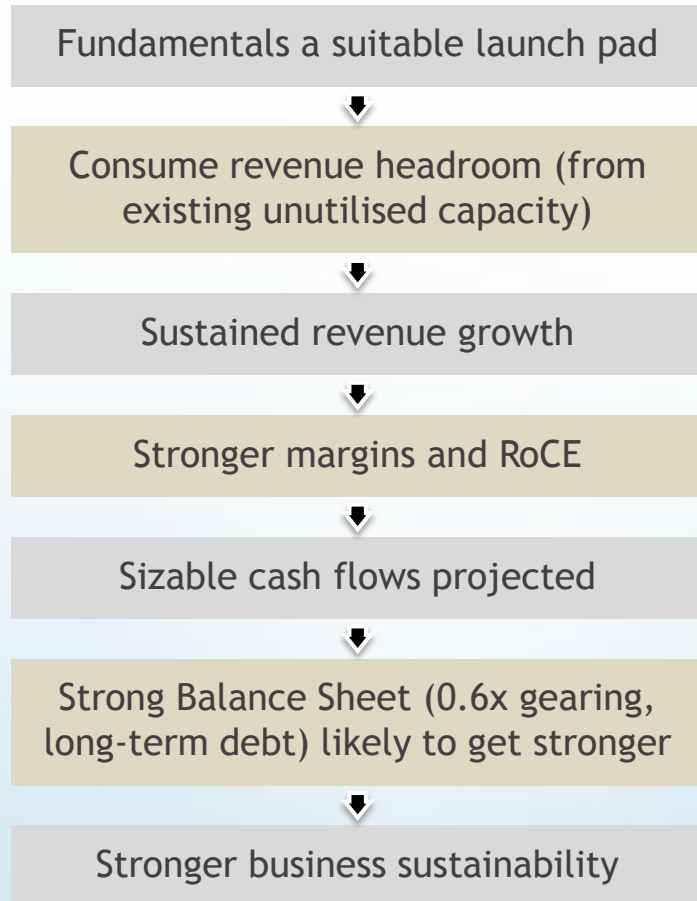 Fundamentals a suitable launch pad
Consume revenue headroom (from
existing unutilised capacity)
Sustained revenue growth
Stronger margins and RoCE
Sizable cash flows projected
Strong Balance Sheet (0.6x gearing,
long-term debt) likely to get stronger
Stronger business sustainability